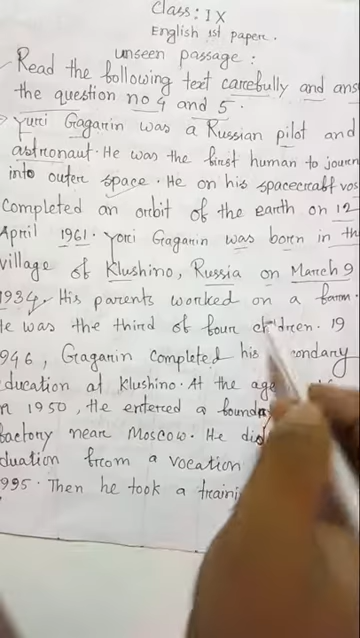 Class: IX
English 1st paper.
unseen passage:
Read the following text carefully and ans
the question no 4 and 5.
Yuri Gagarin was a Russian pilot and
astronaut. He was the first human to journ
into outer space. He on his spacecraft vos
Completed an orbit of the earth on 12
April 1961. Yuri Gagarin was born in th
village of Klushino, Russia on March 9
1934. His parents worked on a farm.
He was the third of four children. 19
946, Gagarin completed his ondary
ducation at Klushino. At the age
n 1950, He entered a founda
factory near Moscow. He did
duation from a vocation
995. Then he took a traini